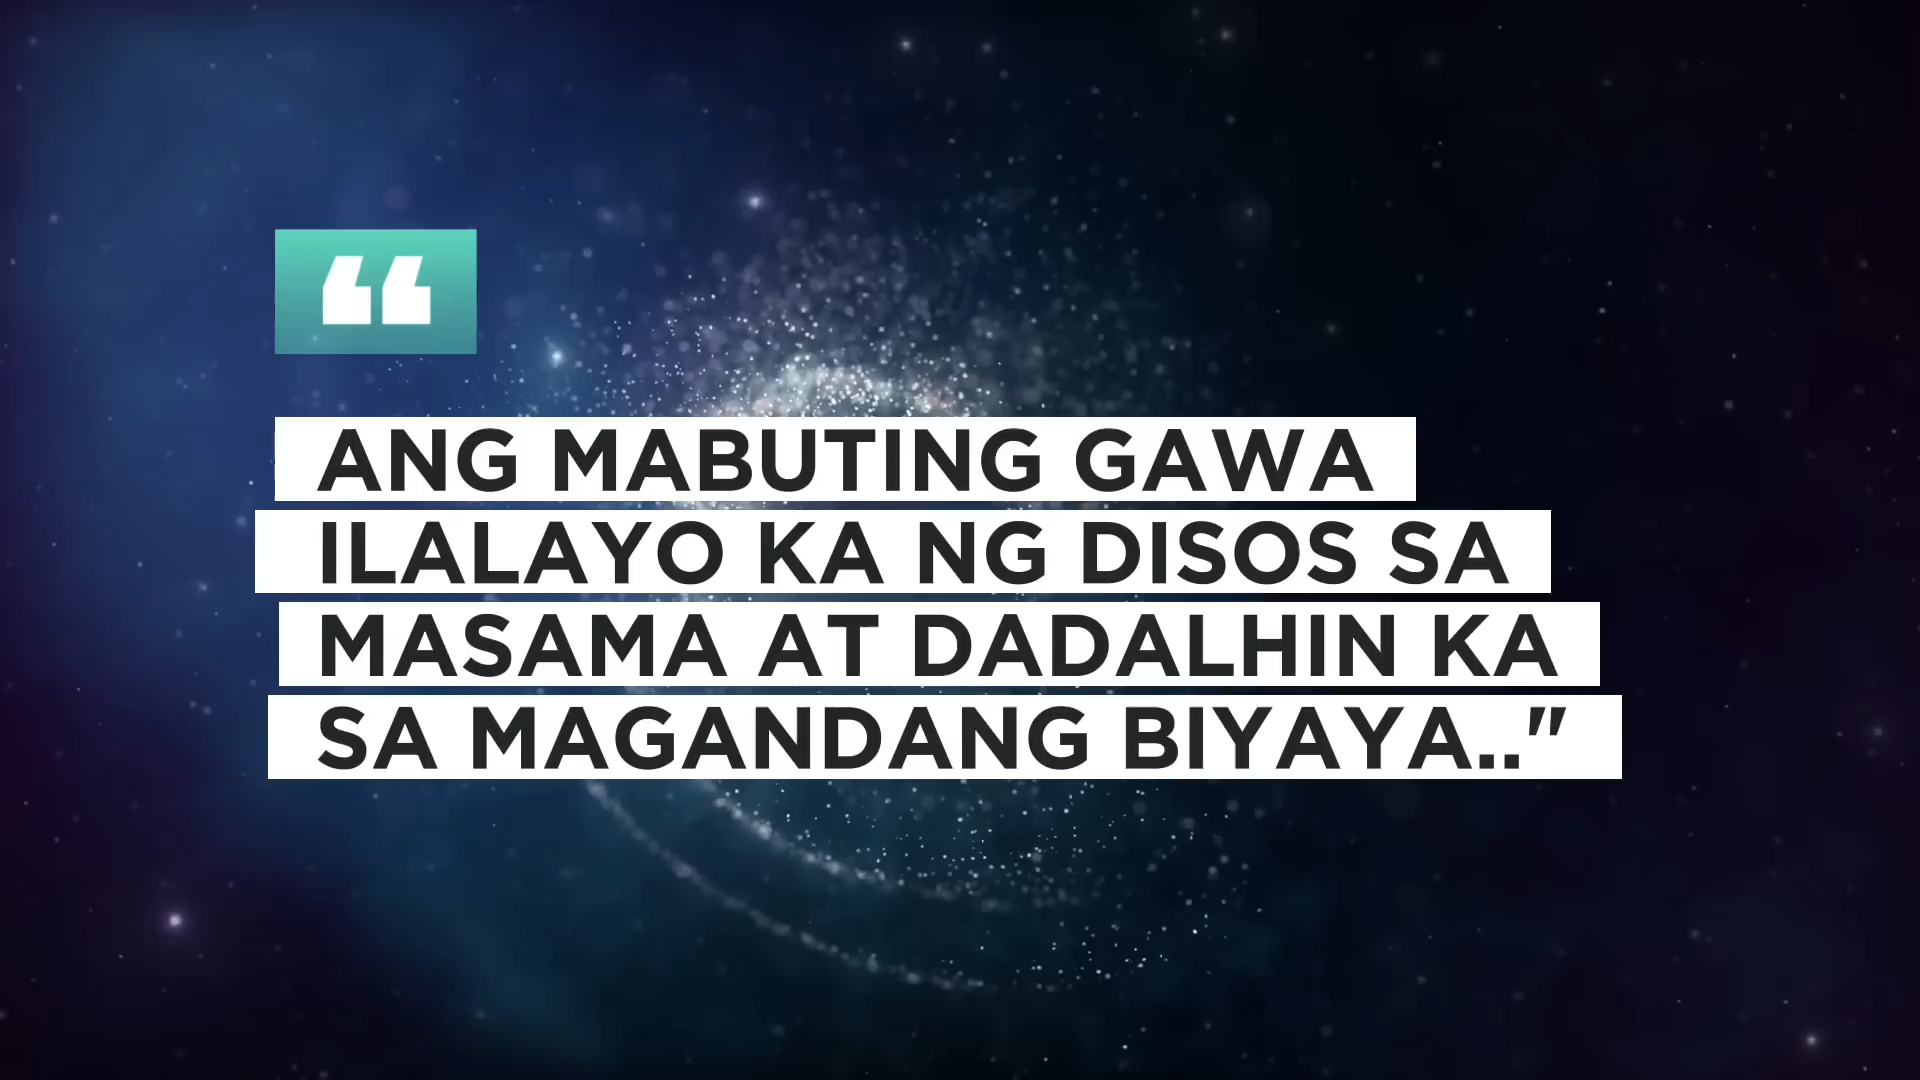 “
ANG MABUTING GAWA
ILALAYO KA NG DISOS SA
MASAMA AT DADALHIN KA
SA MAGANDANG BIYAYA.."